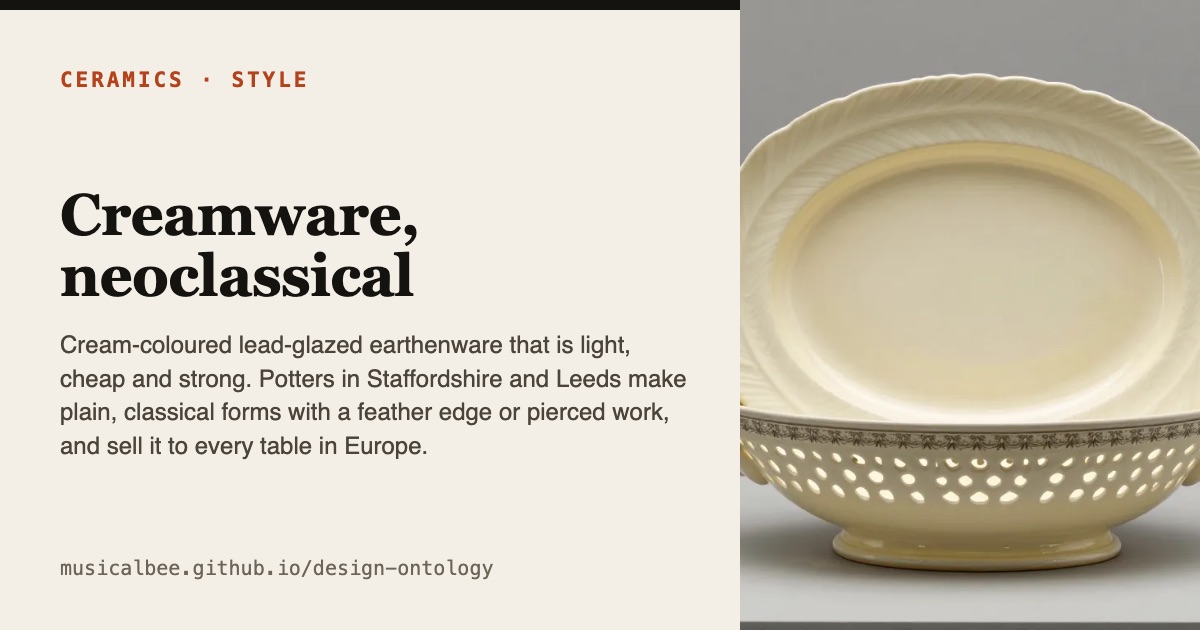 CERAMICS · STYLE
Creamware,
neoclassical
Cream-coloured lead-glazed earthenware that is light,
cheap and strong. Potters in Staffordshire and Leeds make
plain, classical forms with a feather edge or pierced work,
and sell it to every table in Europe.
musicalbee.github.io/design-ontology